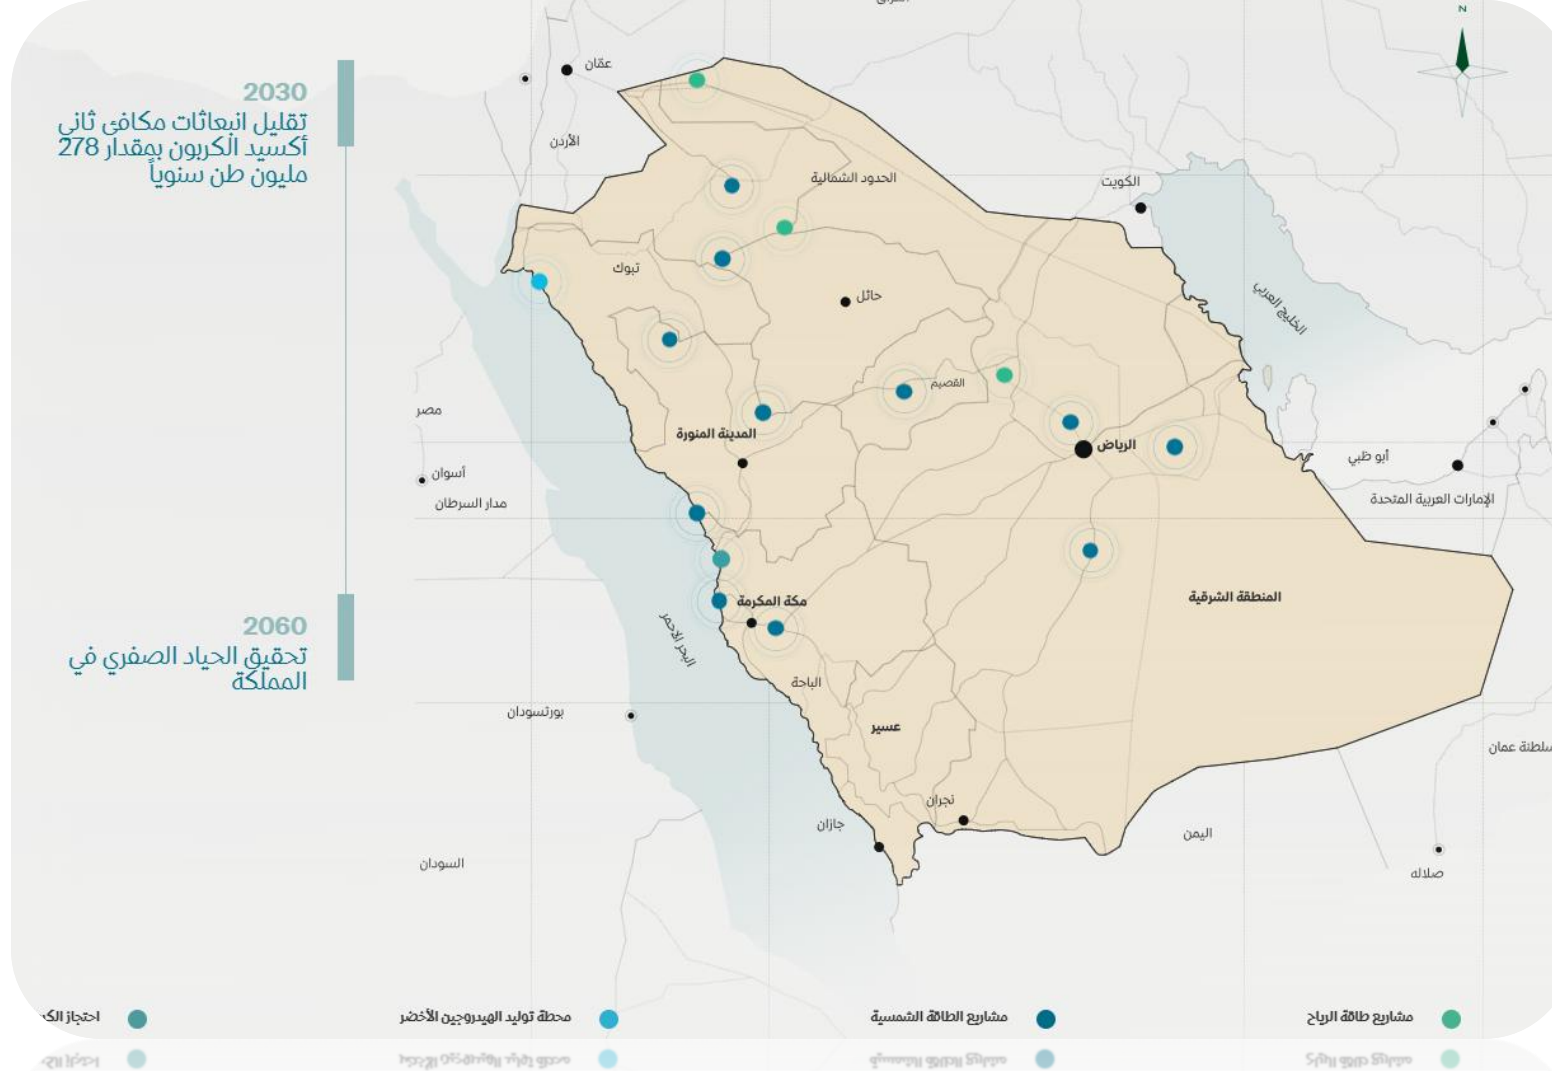 N
عمّان
2030
تقليل انبعاثات مكافئ ثاني
أكسيد الكربون بمقدار 278
مليون طن سنوياً
الأردن
الحدود الشمالية
الكويت
تبوك
حائل
الخليج العربي
القصيم
مصر
المدينة المنورة
الرياض
أسوان
أبو ظبي
مدار السرطان
الإمارات العربية المتحدة
المنطقة الشرقية
مكة المكرمة
البحر الأحمر
2060
تحقيق الحياد الصفري في
المملكة
الباحة
بورتسودان
عسير
سلطنة عمان
نجران
جازان
اليمن
السودان
صلاله
مشاريع طاقة الرياح
مشاريع الطاقة الشمسية
محطة توليد الهيدروجين الأخضر
احتجاز